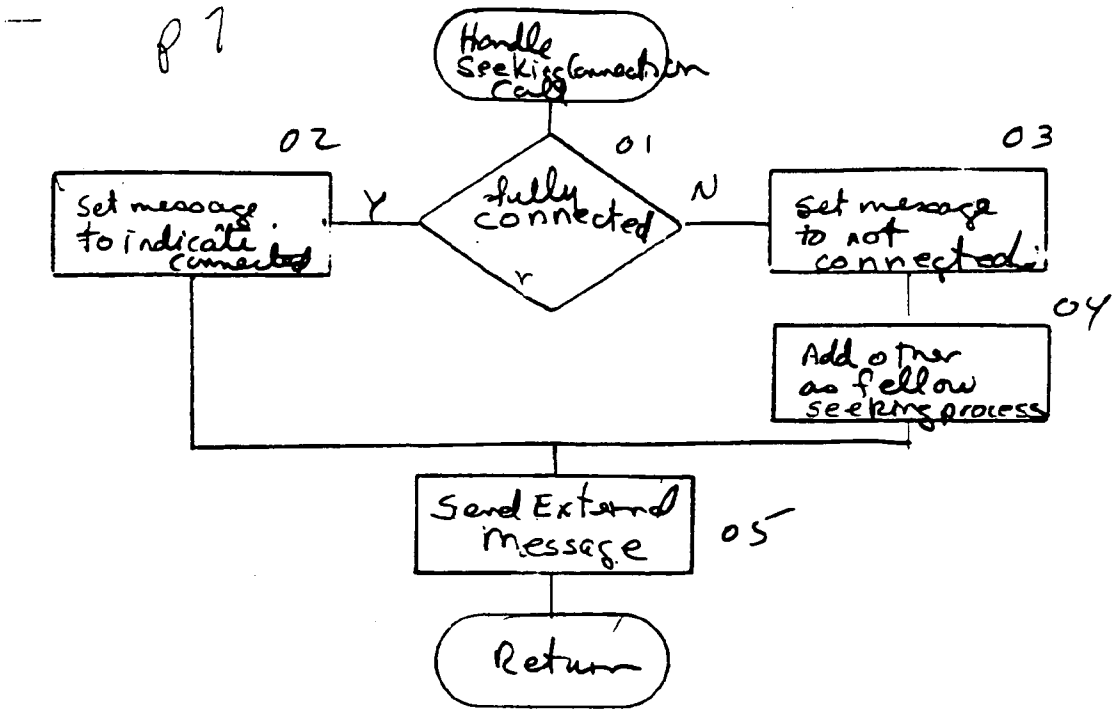 p 7
Handle
Seeking Connection
Call
02
01
03
set message
to indicate
connected
Y
fully
connected
N
set message
to not
connected
04
Add other
as fellow
seeking process
Send External
Message
05
Return